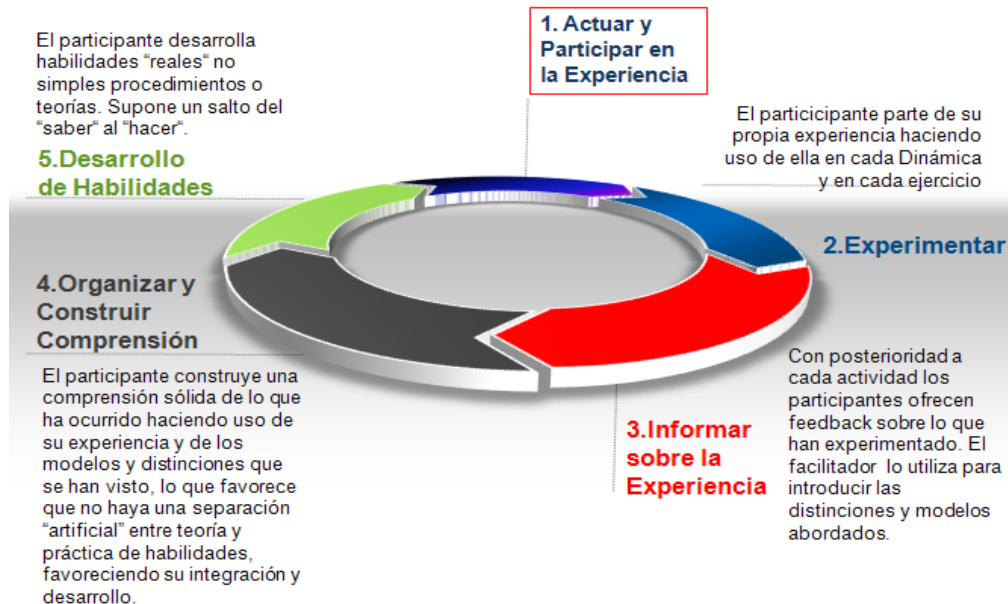 1. Actuar y
Participar en
la Experiencia
El particicipante parte de su
propia experiencia haciendo
uso de ella en cada Dinámica
y en cada ejercicio
2.Experimentar
Con posterioridad a
cada actividad los
participantes ofrecen
feedback sobre lo que
han experimentado. El
facilitador lo utiliza para
introducir las
distinciones y modelos
abordados.
3.Informar
sobre la
Experiencia
4.Organizar y
Construir
Comprensión
El participante construye una
comprensión sólida de lo que
ha ocurrido haciendo uso de
su experiencia y de los
modelos y distinciones que
se han visto, lo que favorece
que no haya una separación
“artificial” entre teoría y
práctica de habilidades,
favoreciendo su integración y
desarrollo.
El participante desarrolla
habilidades “reales“ no
simples procedimientos o
teorías. Supone un salto del
“saber“ al “hacer“.
5.Desarrollo
de Habilidades